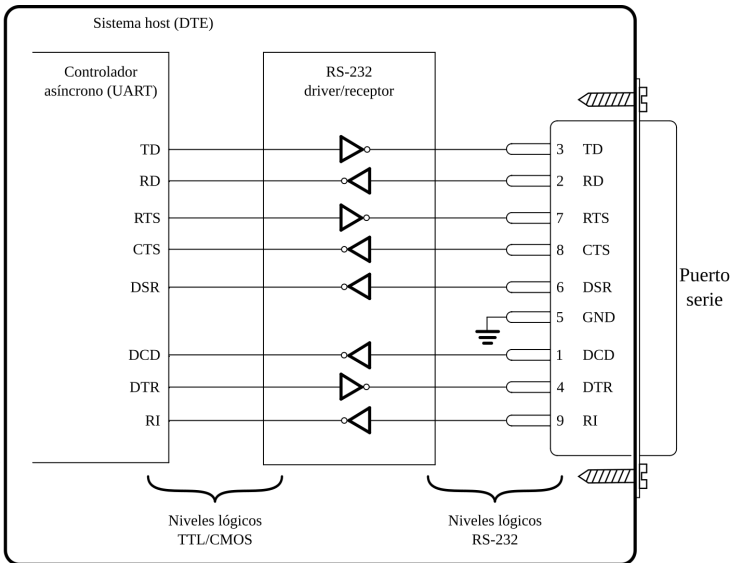 Sistema host (DTE)
Controlador
asíncrono (UART)
RS-232
driver/receptor
TD
3 TD
RD
2 RD
RTS
7 RTS
CTS
8 CTS
DSR
6 DSR
5 GND
DCD
1 DCD
DTR
4 DTR
RI
9 RI
Puerto
serie
Niveles lógicos
TTL/CMOS
Niveles lógicos
RS-232